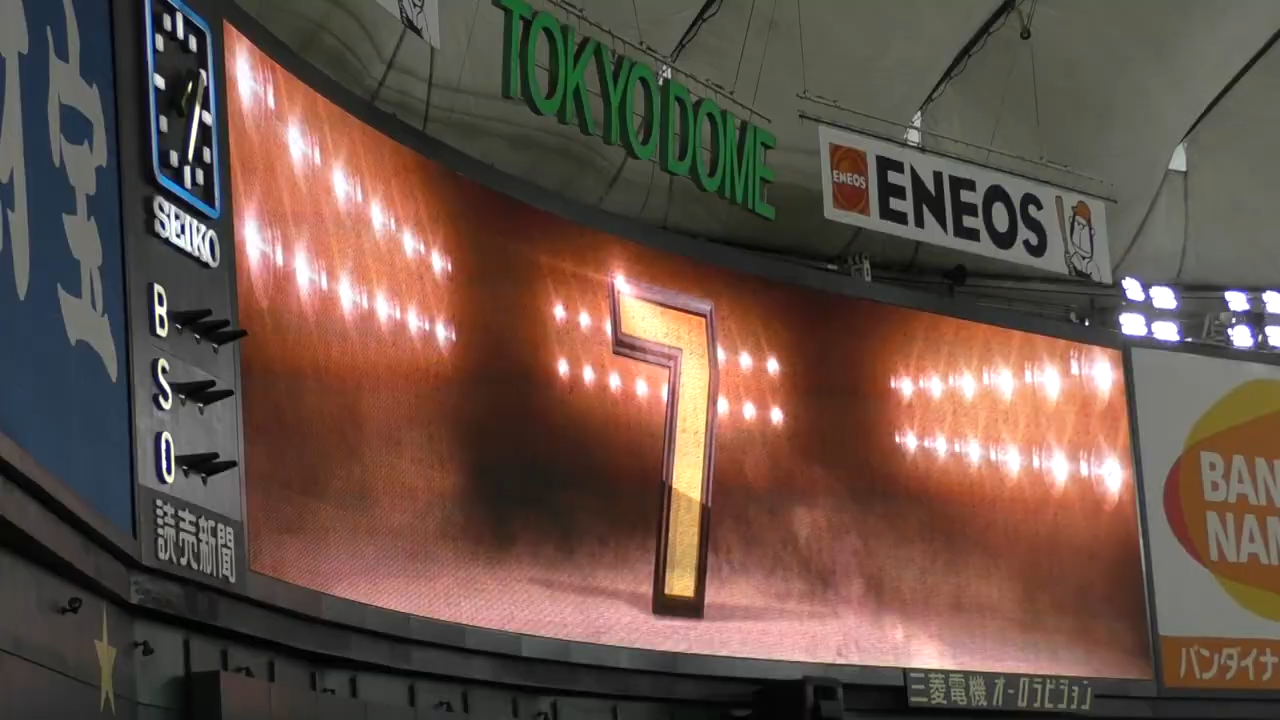 TOKYO DOME
ENEOS
ENEOS
SEIKO
B
S
O
読売新聞
7
BAN
NAM
バンダイナ
三菱電機 オーロラビジョン